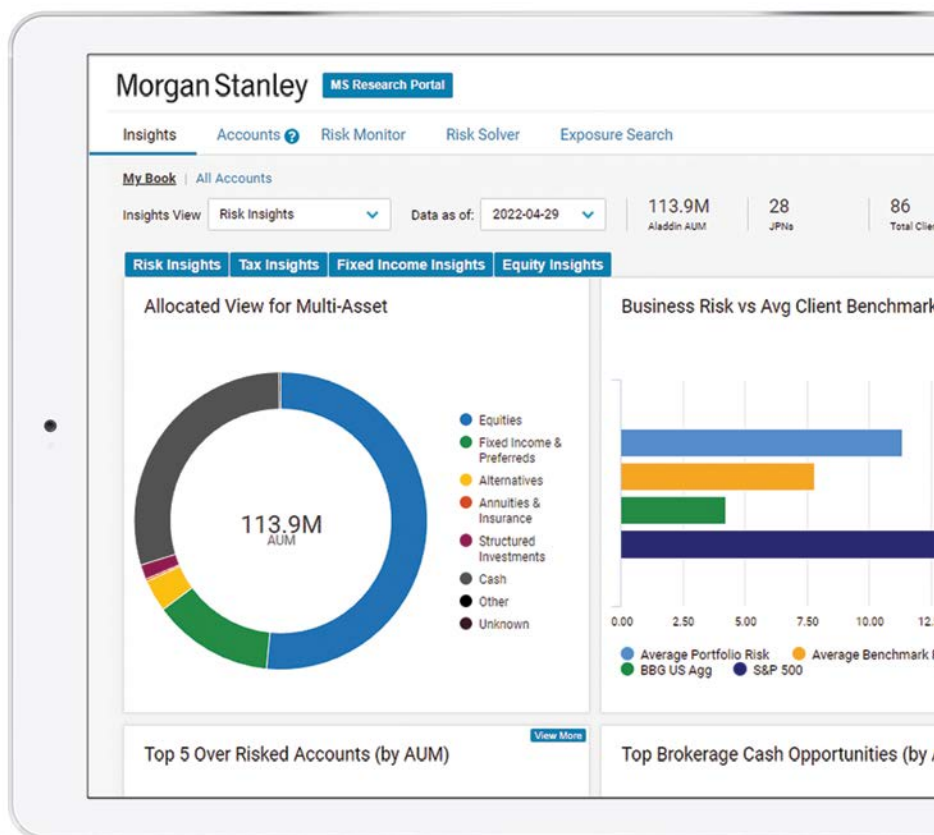 Morgan Stanley MS Research Portal
Insights Accounts ? Risk Monitor Risk Solver Exposure Search
My Book | All Accounts
Insights View Risk Insights Data as of: 2022-04-29 113.9M 28 86
Aladdin AUM JPNs Total
Risk Insights Tax Insights Fixed Income Insights Equity Insights
Allocated View for Multi-Asset
113.9M
AUM
Equities
Fixed Income &
Preferreds
Alternatives
Annuities &
Insurance
Structured
Investments
Cash
Other
Unknown
Business Risk vs Avg Client Benchmark
0.00 2.50 5.00 7.50 10.00
Average Portfolio Risk Average Benchmark
BBG US Agg S&P 500
Top 5 Over Risked Accounts (by AUM) View More
Top Brokerage Cash Opportunities (by